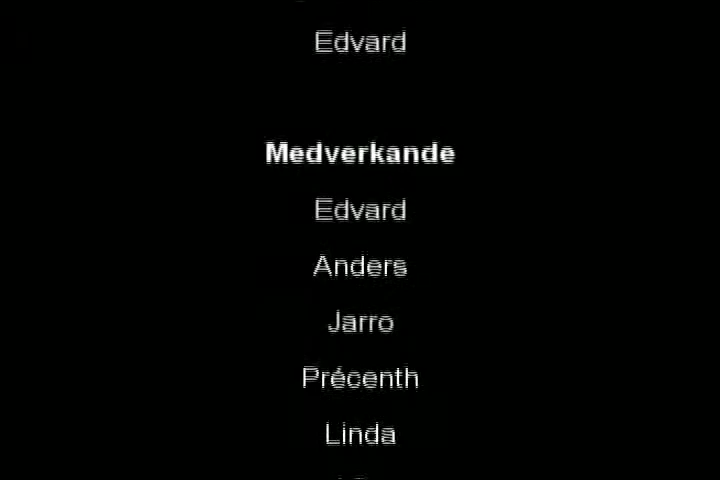 Edvard
Medverkande
Edvard
Anders
Jarro
Précenth
Linda